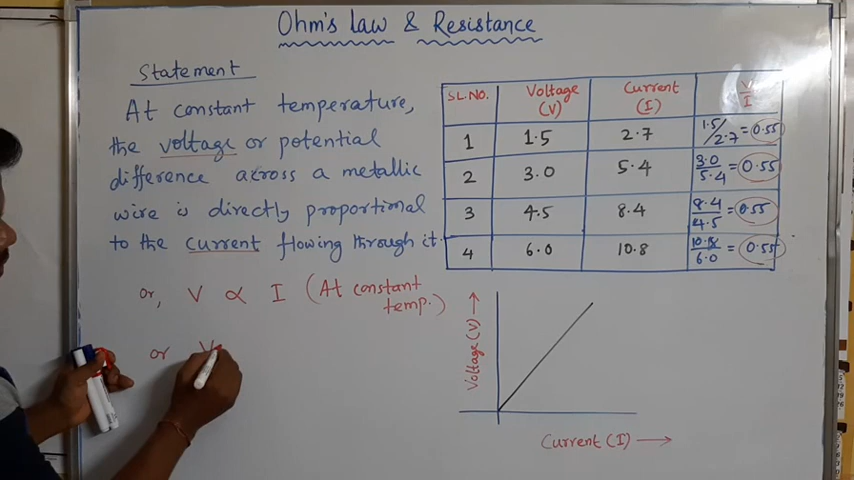 Ohm's Law & Resistance
Statement
At constant temperature,
the voltage or potential
difference across a metallic
wire is directly proportional
to the current flowing through it.
or, V ∝ I (At constant
temp.)
or V
SL.NO. Voltage (V) Current (I) V/I
1 1.5 2.7 1.5/2.7 = 0.55
2 3.0 5.4 3.0/5.4 = 0.55
3 4.5 8.4 8.4/4.5 = 0.55
4 6.0 10.8 10.8/6.0 = 0.55
Voltage (V) →
Current (I) →